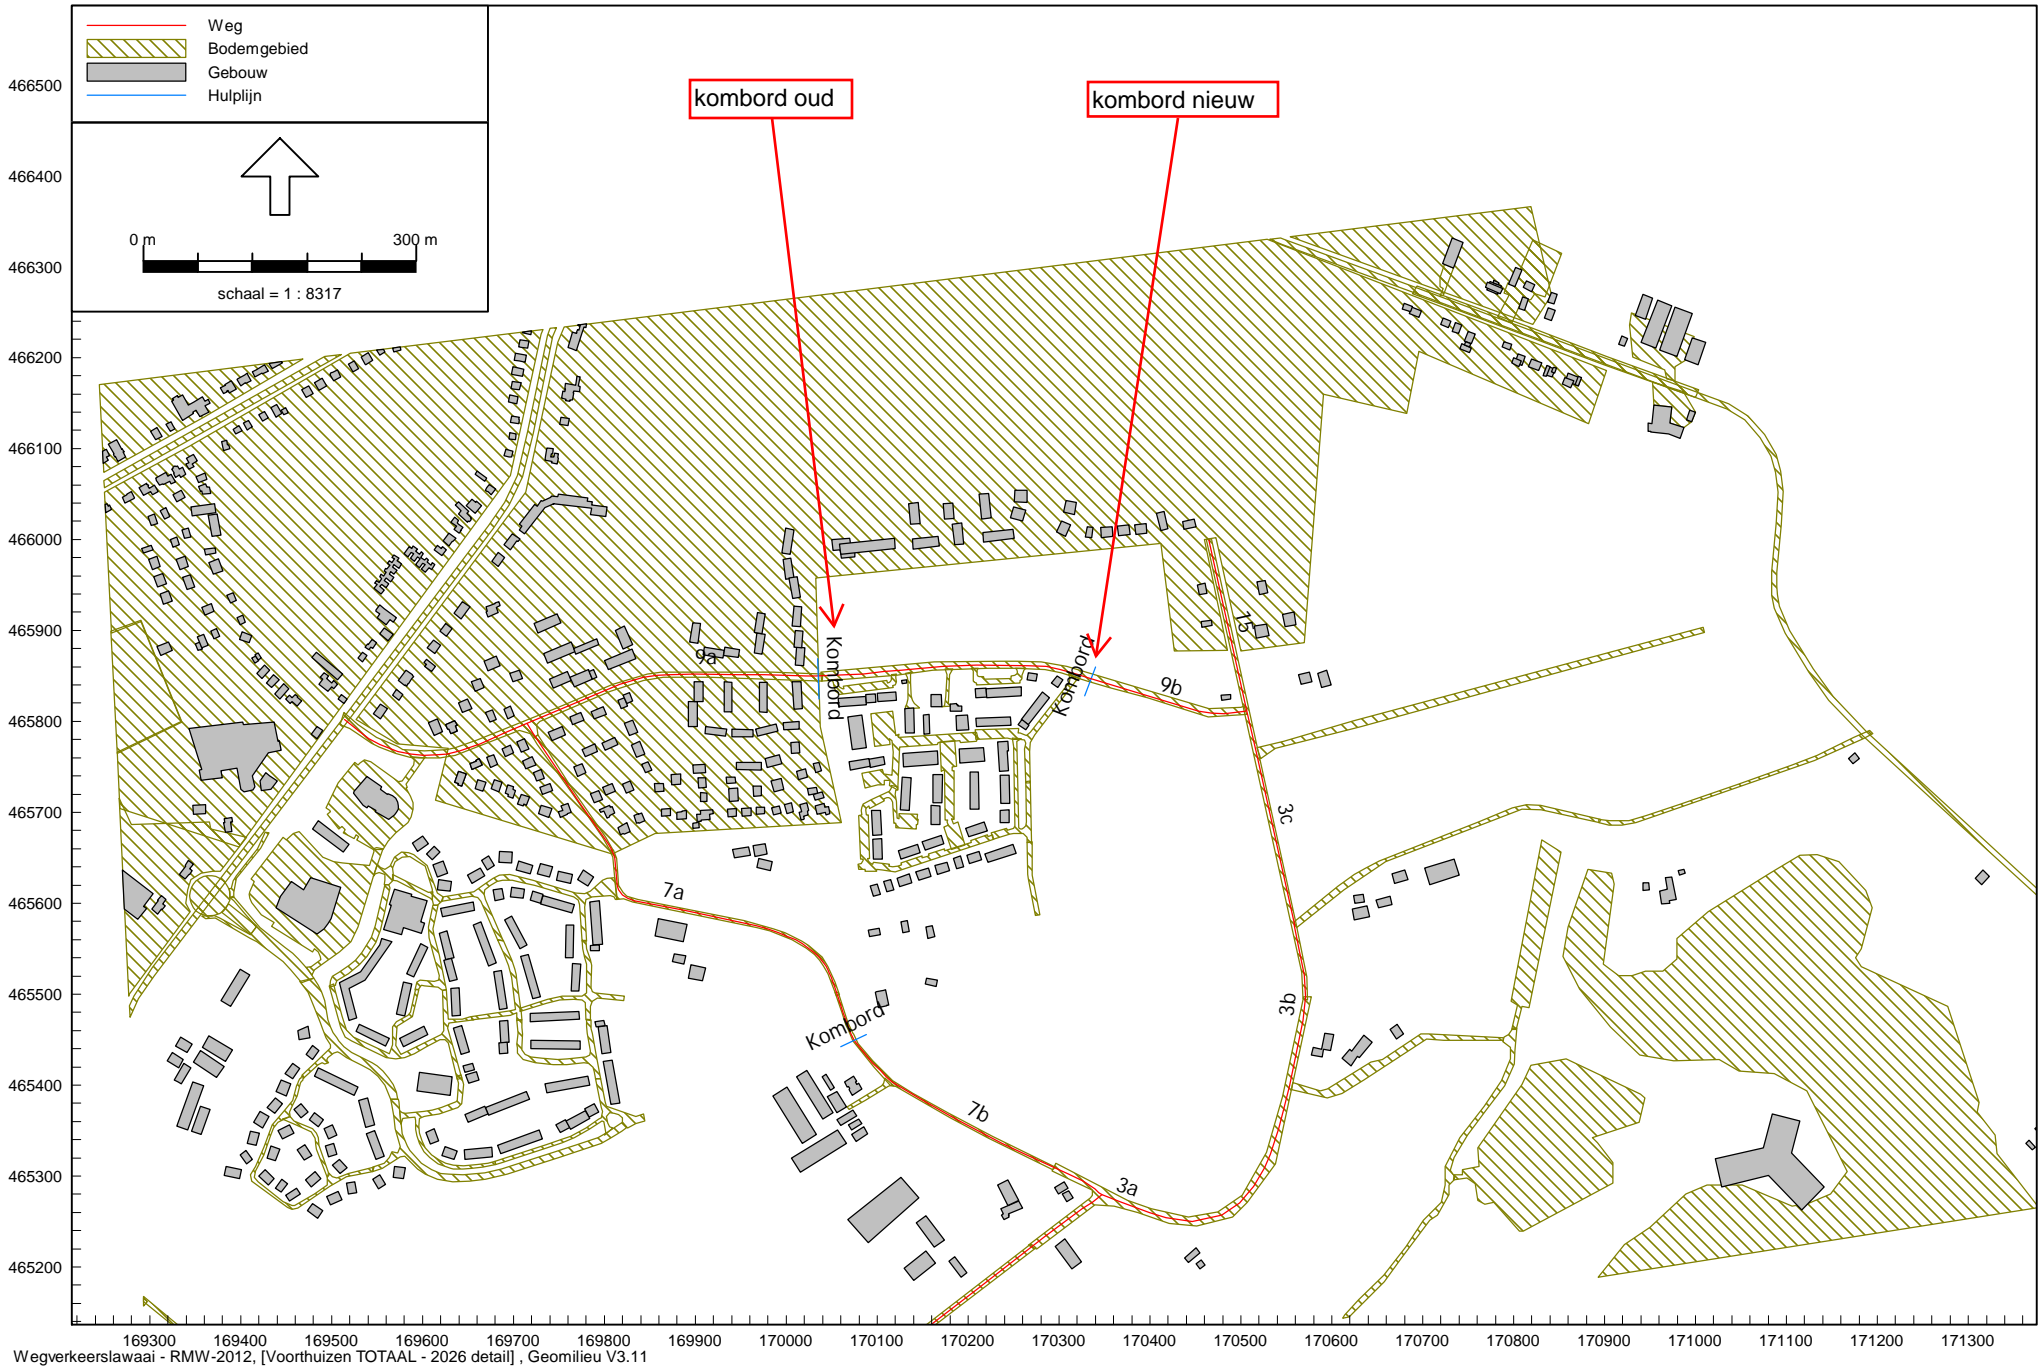 Weg
Bodemgebied
Gebouw
Hulplijn
0 m 300 m
schaal = 1 : 8317
kombord oud
kombord nieuw
466500
466400
466300
466200
466100
466000
465900
465800
465700
465600
465500
465400
465300
465200
Kombord
Kombord
Kombord
9a
9b
15
3c
3b
7a
7b
3a
169300 169400 169500 169600 169700 169800 169900 170000 170100 170200 170300 170400 170500 170600 170700 170800 170900 171000 171100 171200 171300
Wegverkeerslawaai - RMW-2012, [Voorthuizen TOTAAL - 2026 detail] , Geomilieu V3.11